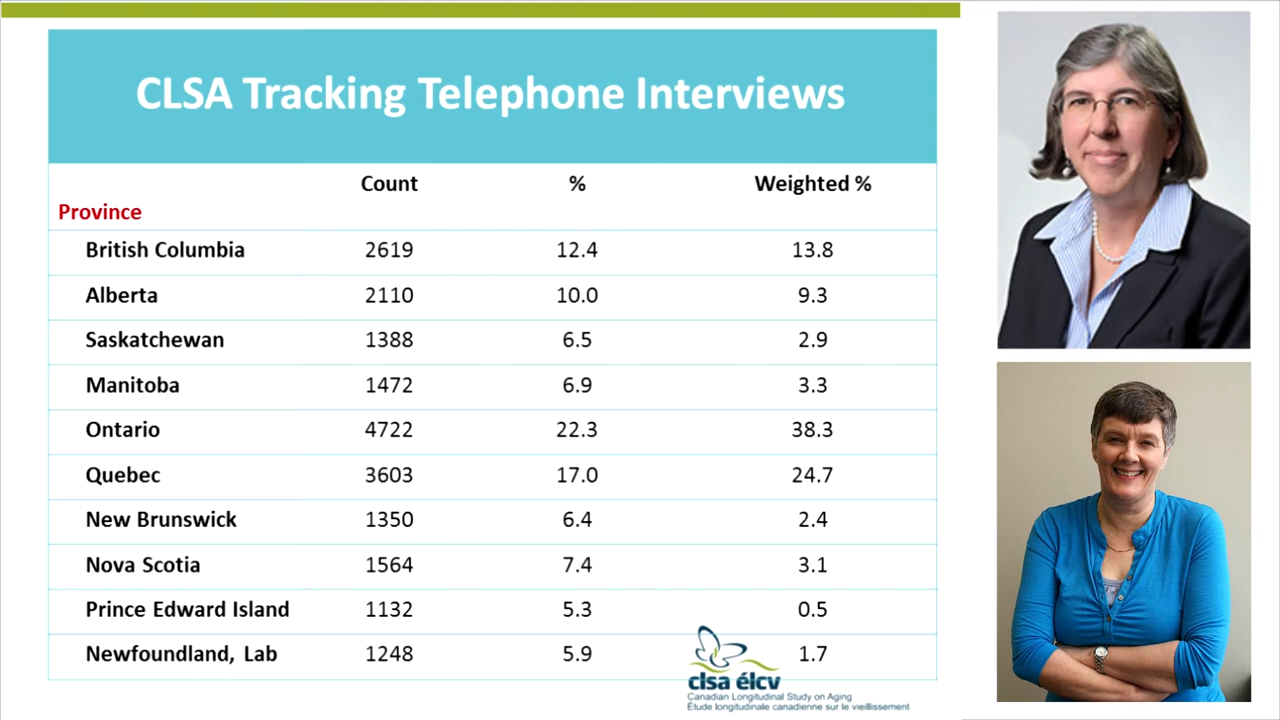 CLSA Tracking Telephone Interviews
Count % Weighted %
Province
British Columbia 2619 12.4 13.8
Alberta 2110 10.0 9.3
Saskatchewan 1388 6.5 2.9
Manitoba 1472 6.9 3.3
Ontario 4722 22.3 38.3
Quebec 3603 17.0 24.7
New Brunswick 1350 6.4 2.4
Nova Scotia 1564 7.4 3.1
Prince Edward Island 1132 5.3 0.5
Newfoundland, Lab 1248 5.9 1.7
clsa élcv
Canadian Longitudinal Study on Aging
Étude longitudinale canadienne sur le vieillissement